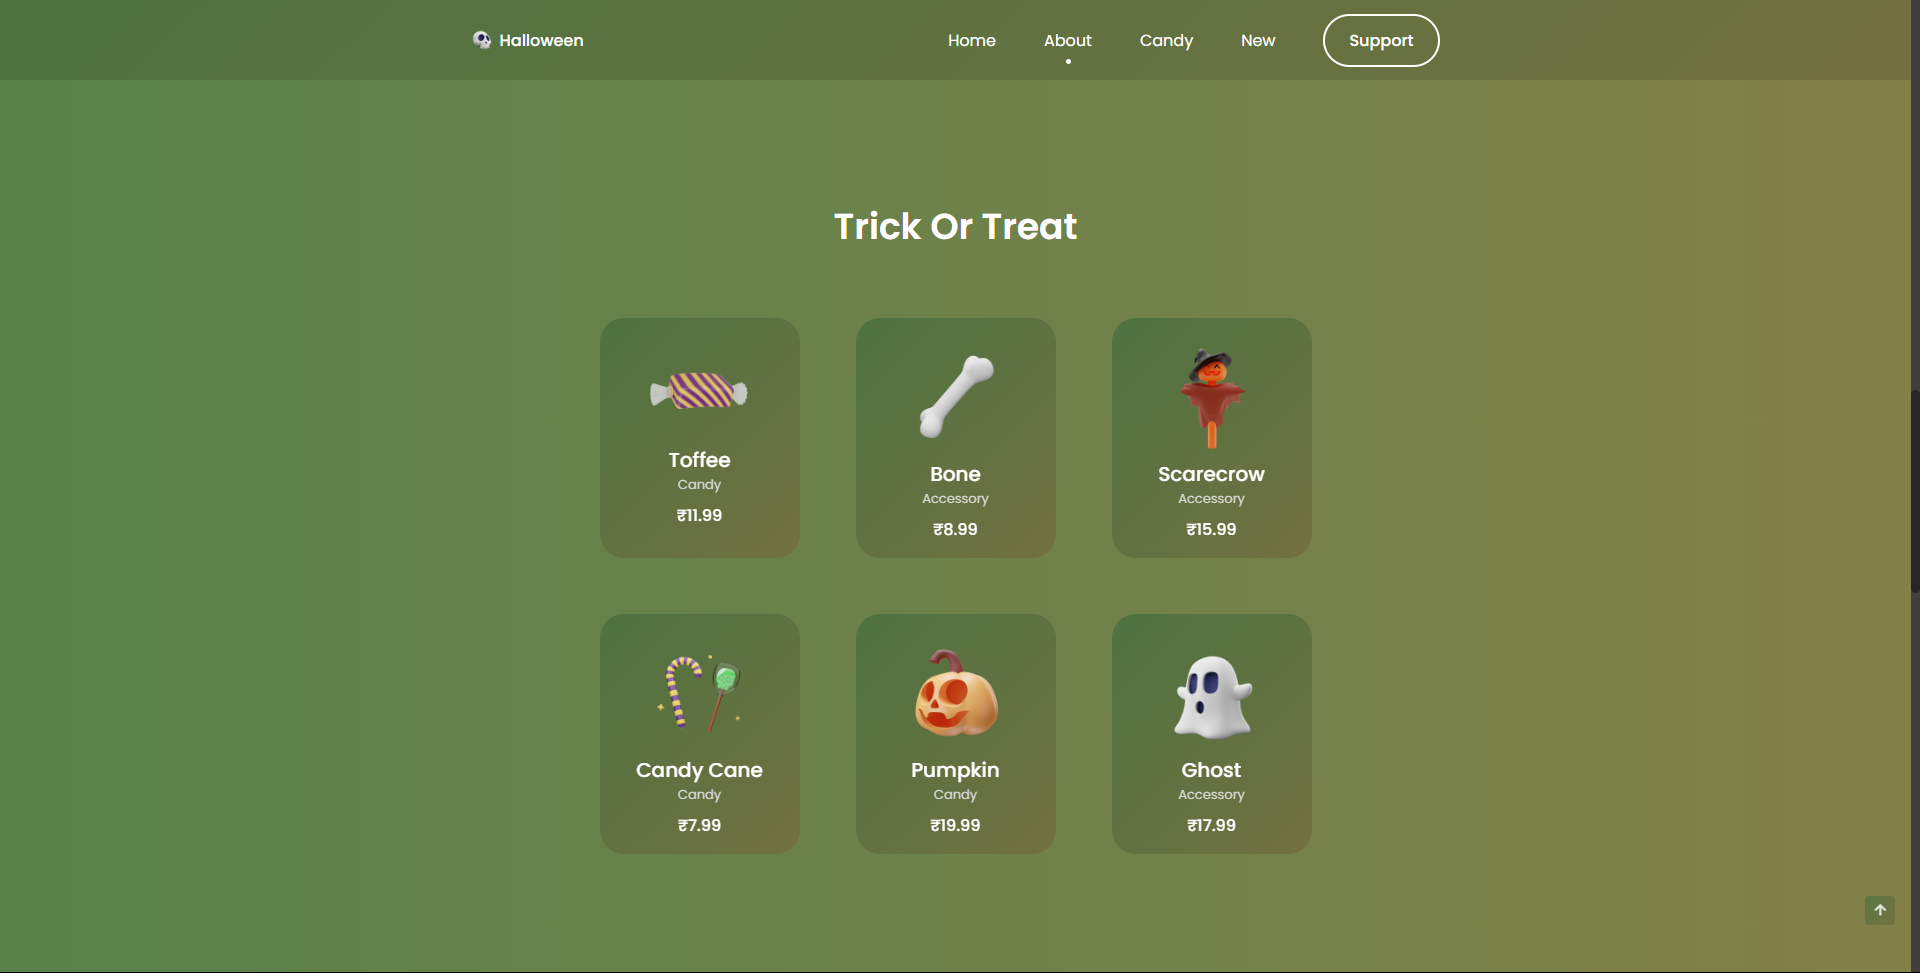 Halloween
Home
About
Candy
New
Support
Trick Or Treat
Toffee
Candy
₹11.99
Bone
Accessory
₹8.99
Scarecrow
Accessory
₹15.99
Candy Cane
Candy
₹7.99
Pumpkin
Candy
₹19.99
Ghost
Accessory
₹17.99